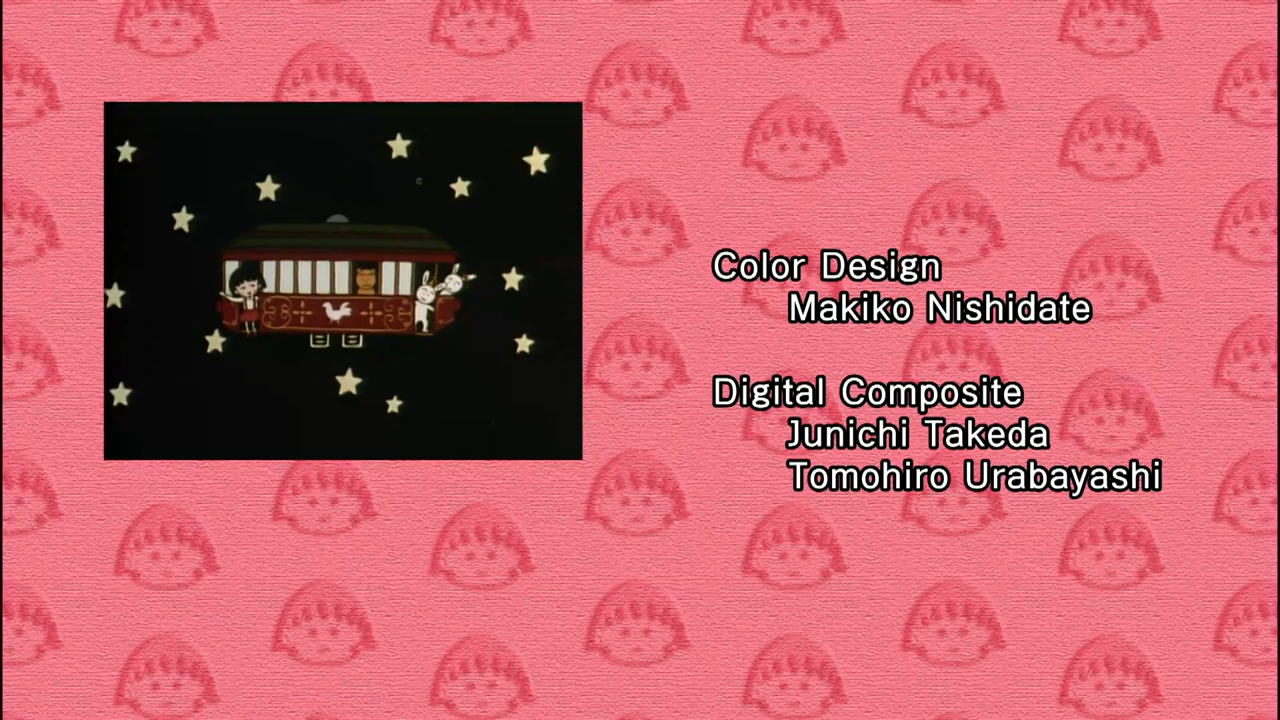 Color Design
Makiko Nishidate
Digital Composite
Junichi Takeda
Tomohiro Urabayashi